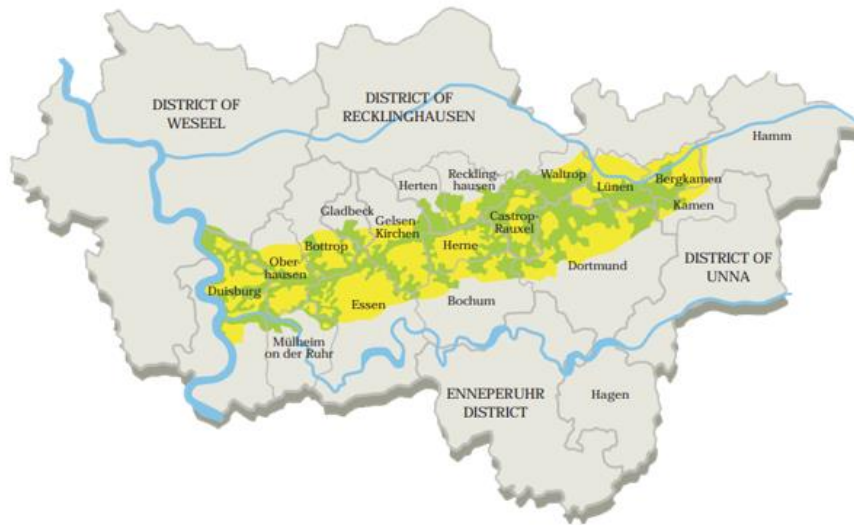 DISTRICT OF
WESEEL
DISTRICT OF
RECKLINGHAUSEN
Hamm
Reckling-
hausen
Herten
Waltrop
Lünen
Bergkamen
Kamen
Gladbeck
Gelsen-
Kirchen
Castrop-
Rauxel
Bottrop
Herne
Ober-
hausen
Dortmund
DISTRICT OF
UNNA
Duisburg
Essen
Bochum
Mülheim
on der Ruhr
ENNEPERUHR
DISTRICT
Hagen